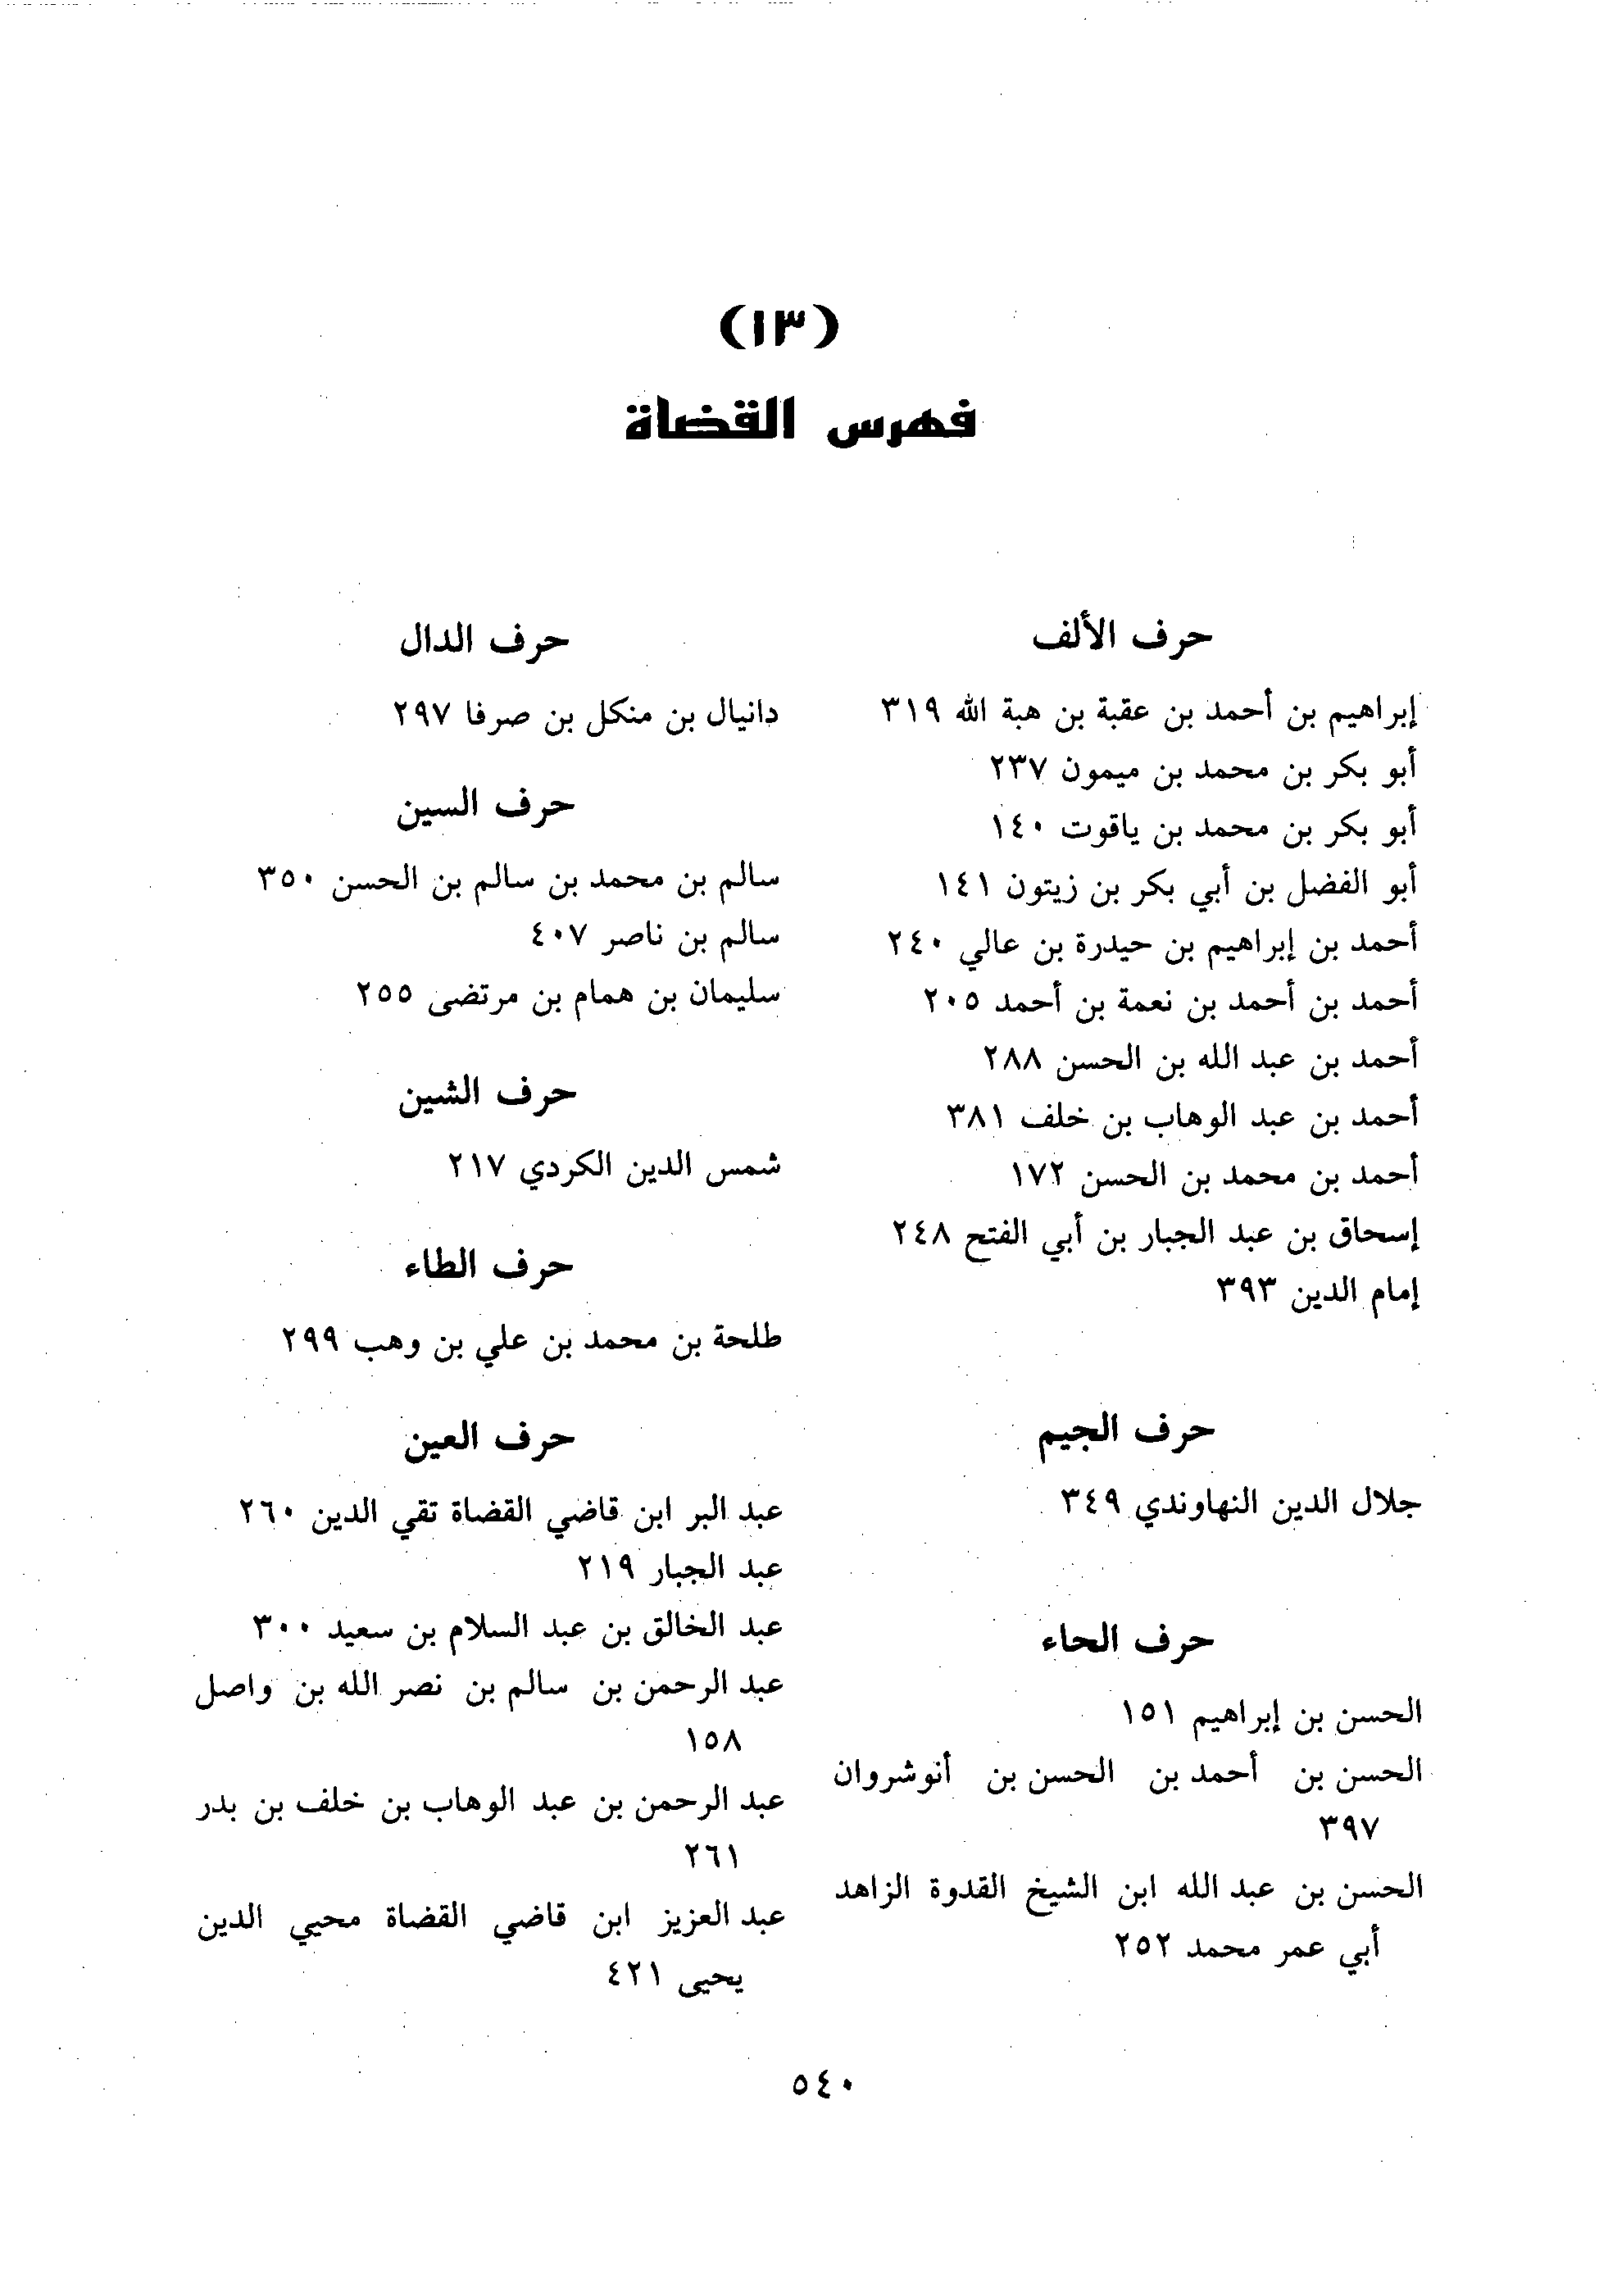 (١٣)
فهرس القضاة
حرف الألف
إبراهيم بن أحمد بن عقبة بن هبة الله ٣١٩
أبو بكر بن محمد بن ميمون ٢٣٧
أبو بكر بن محمد بن ياقوت ١٤٠
أبو الفضل بن أبي بكر بن زيتون ١٤١
أحمد بن إبراهيم بن حيدرة بن عالي ٢٤٠
أحمد بن أحمد بن نعمة بن أحمد ٢٠٥
أحمد بن عبد الله بن الحسن ٢٨٨
أحمد بن عبد الوهاب بن خلف ٣٨١
أحمد بن محمد بن الحسن ١٧٢
إسحاق بن عبد الجبار بن أبي الفتح ٢٤٨
إمام الدين ٣٩٣
حرف الجيم
جلال الدين النهاوندي ٣٤٩
حرف الحاء
الحسن بن إبراهيم ١٥١
الحسن بن أحمد بن الحسن بن أنوشروان
٣٩٧
الحسن بن عبد الله ابن الشيخ القدوة الزاهد
أبي عمر محمد ٢٥٢
حرف الدال
دانيال بن منكل بن صرفا ٢٩٧
حرف السين
سالم بن محمد بن سالم بن الحسن ٣٥٠
سالم بن ناصر ٤٠٧
سليمان بن همام بن مرتضى ٢٥٥
حرف الشين
شمس الدين الكردي ٢١٧
حرف الطاء
طلحة بن محمد بن علي بن وهب ٢٩٩
حرف العين
عبد البر ابن قاضي القضاة تقي الدين ٢٦٠
عبد الجبار ٢١٩
عبد الخالق بن عبد السلام بن سعيد ٣٠٠
عبد الرحمن بن سالم بن نصر الله بن واصل
١٥٨
عبد الرحمن بن عبد الوهاب بن خلف بن بدر
٢٦١
عبد العزيز ابن قاضي القضاة محيي الدين
يحيى ٤٢١
٥٤٠